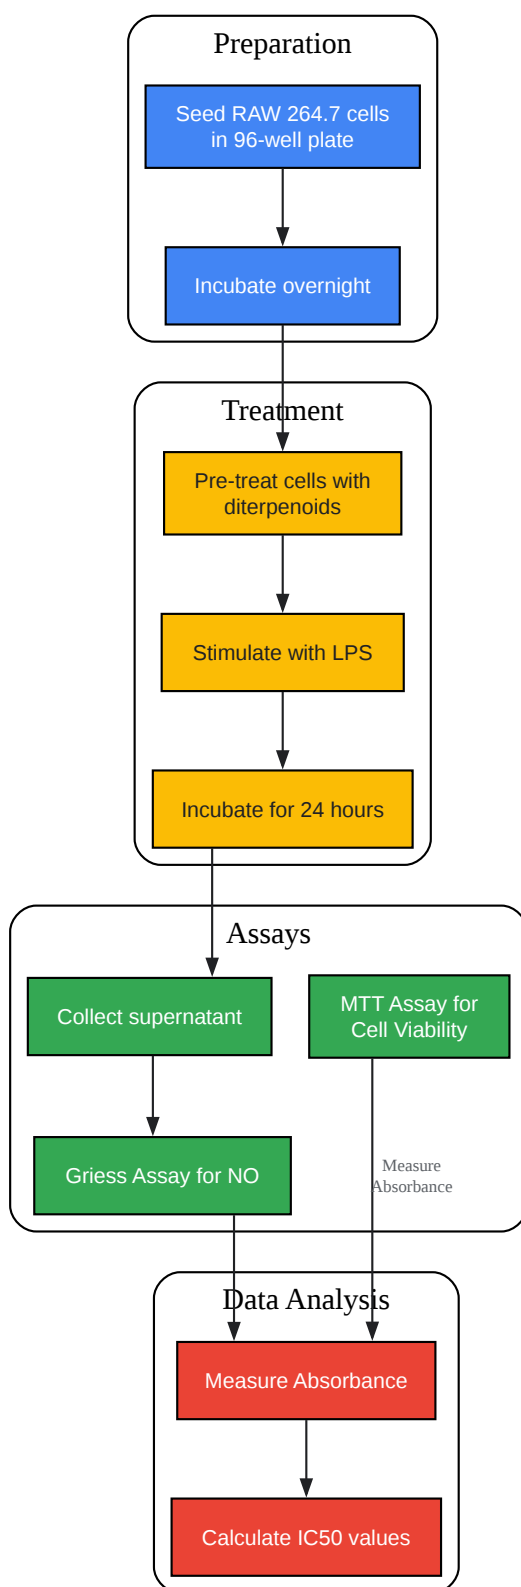 Preparation
Seed RAW 264.7 cells
in 96-well plate
Incubate overnight
Treatment
Pre-treat cells with
diterpenoids
Stimulate with LPS
Incubate for 24 hours
Assays
Collect supernatant
MTT Assay for
Cell Viability
Griess Assay for NO
Measure
Absorbance
Data Analysis
Measure Absorbance
Calculate IC50 values